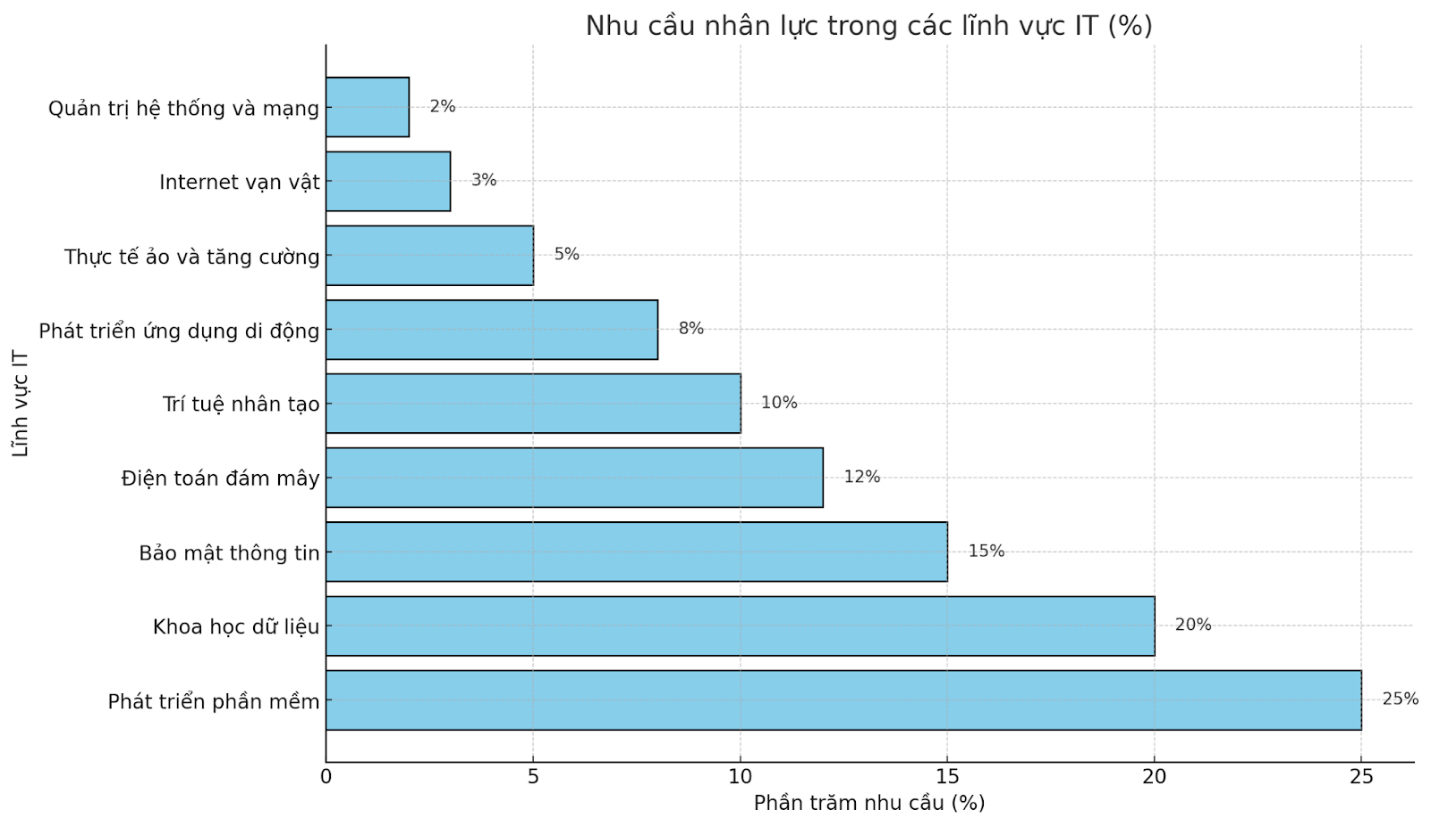 Nhu cầu nhân lực trong các lĩnh vực IT (%)
Quản trị hệ thống và mạng
2%
Internet vạn vật
3%
Thực tế ảo và tăng cường
5%
Phát triển ứng dụng di động
8%
Trí tuệ nhân tạo
10%
Điện toán đám mây
12%
Bảo mật thông tin
15%
Khoa học dữ liệu
20%
Phát triển phần mềm
25%
Lĩnh vực IT
0 5 10 15 20 25
Phần trăm nhu cầu (%)